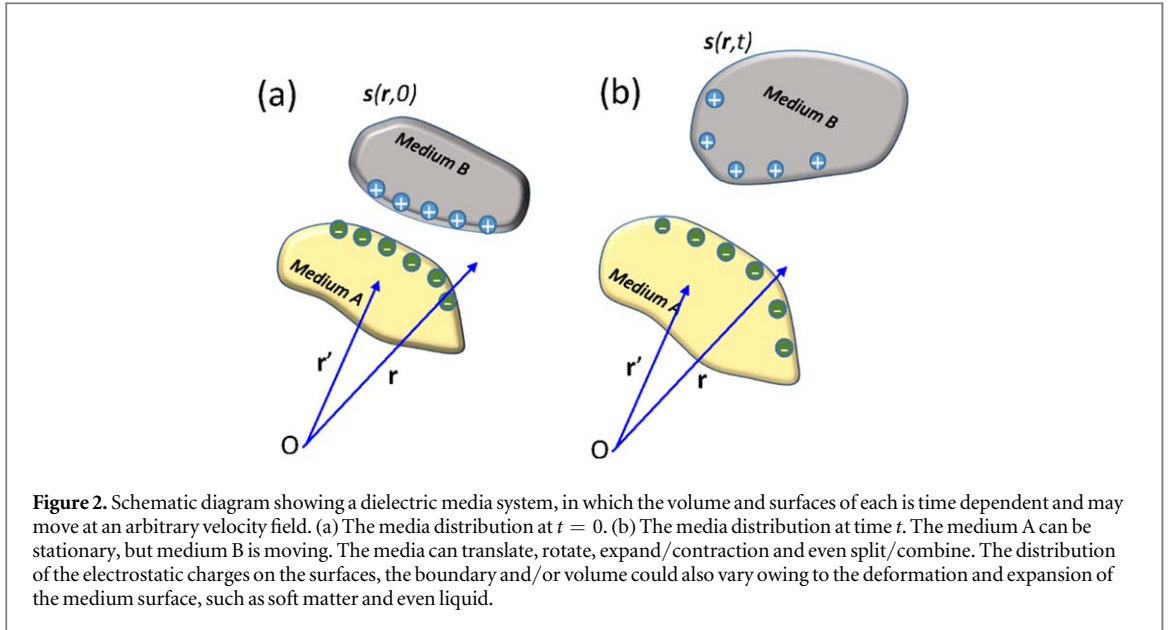 (a)
s(r,0)
Medium B
+ + + + +
- - - - - -
Medium A
r'
r
O
(b)
s(r,t)
Medium B
+ + + + +
- - - - - -
Medium A
r'
r
O
Figure 2. Schematic diagram showing a dielectric media system, in which the volume and surfaces of each is time dependent and may
move at an arbitrary velocity field. (a) The media distribution at t = 0. (b) The media distribution at time t. The medium A can be
stationary, but medium B is moving. The media can translate, rotate, expand/contraction and even split/combine. The distribution
of the electrostatic charges on the surfaces, the boundary and/or volume could also vary owing to the deformation and expansion of
the medium surface, such as soft matter and even liquid.